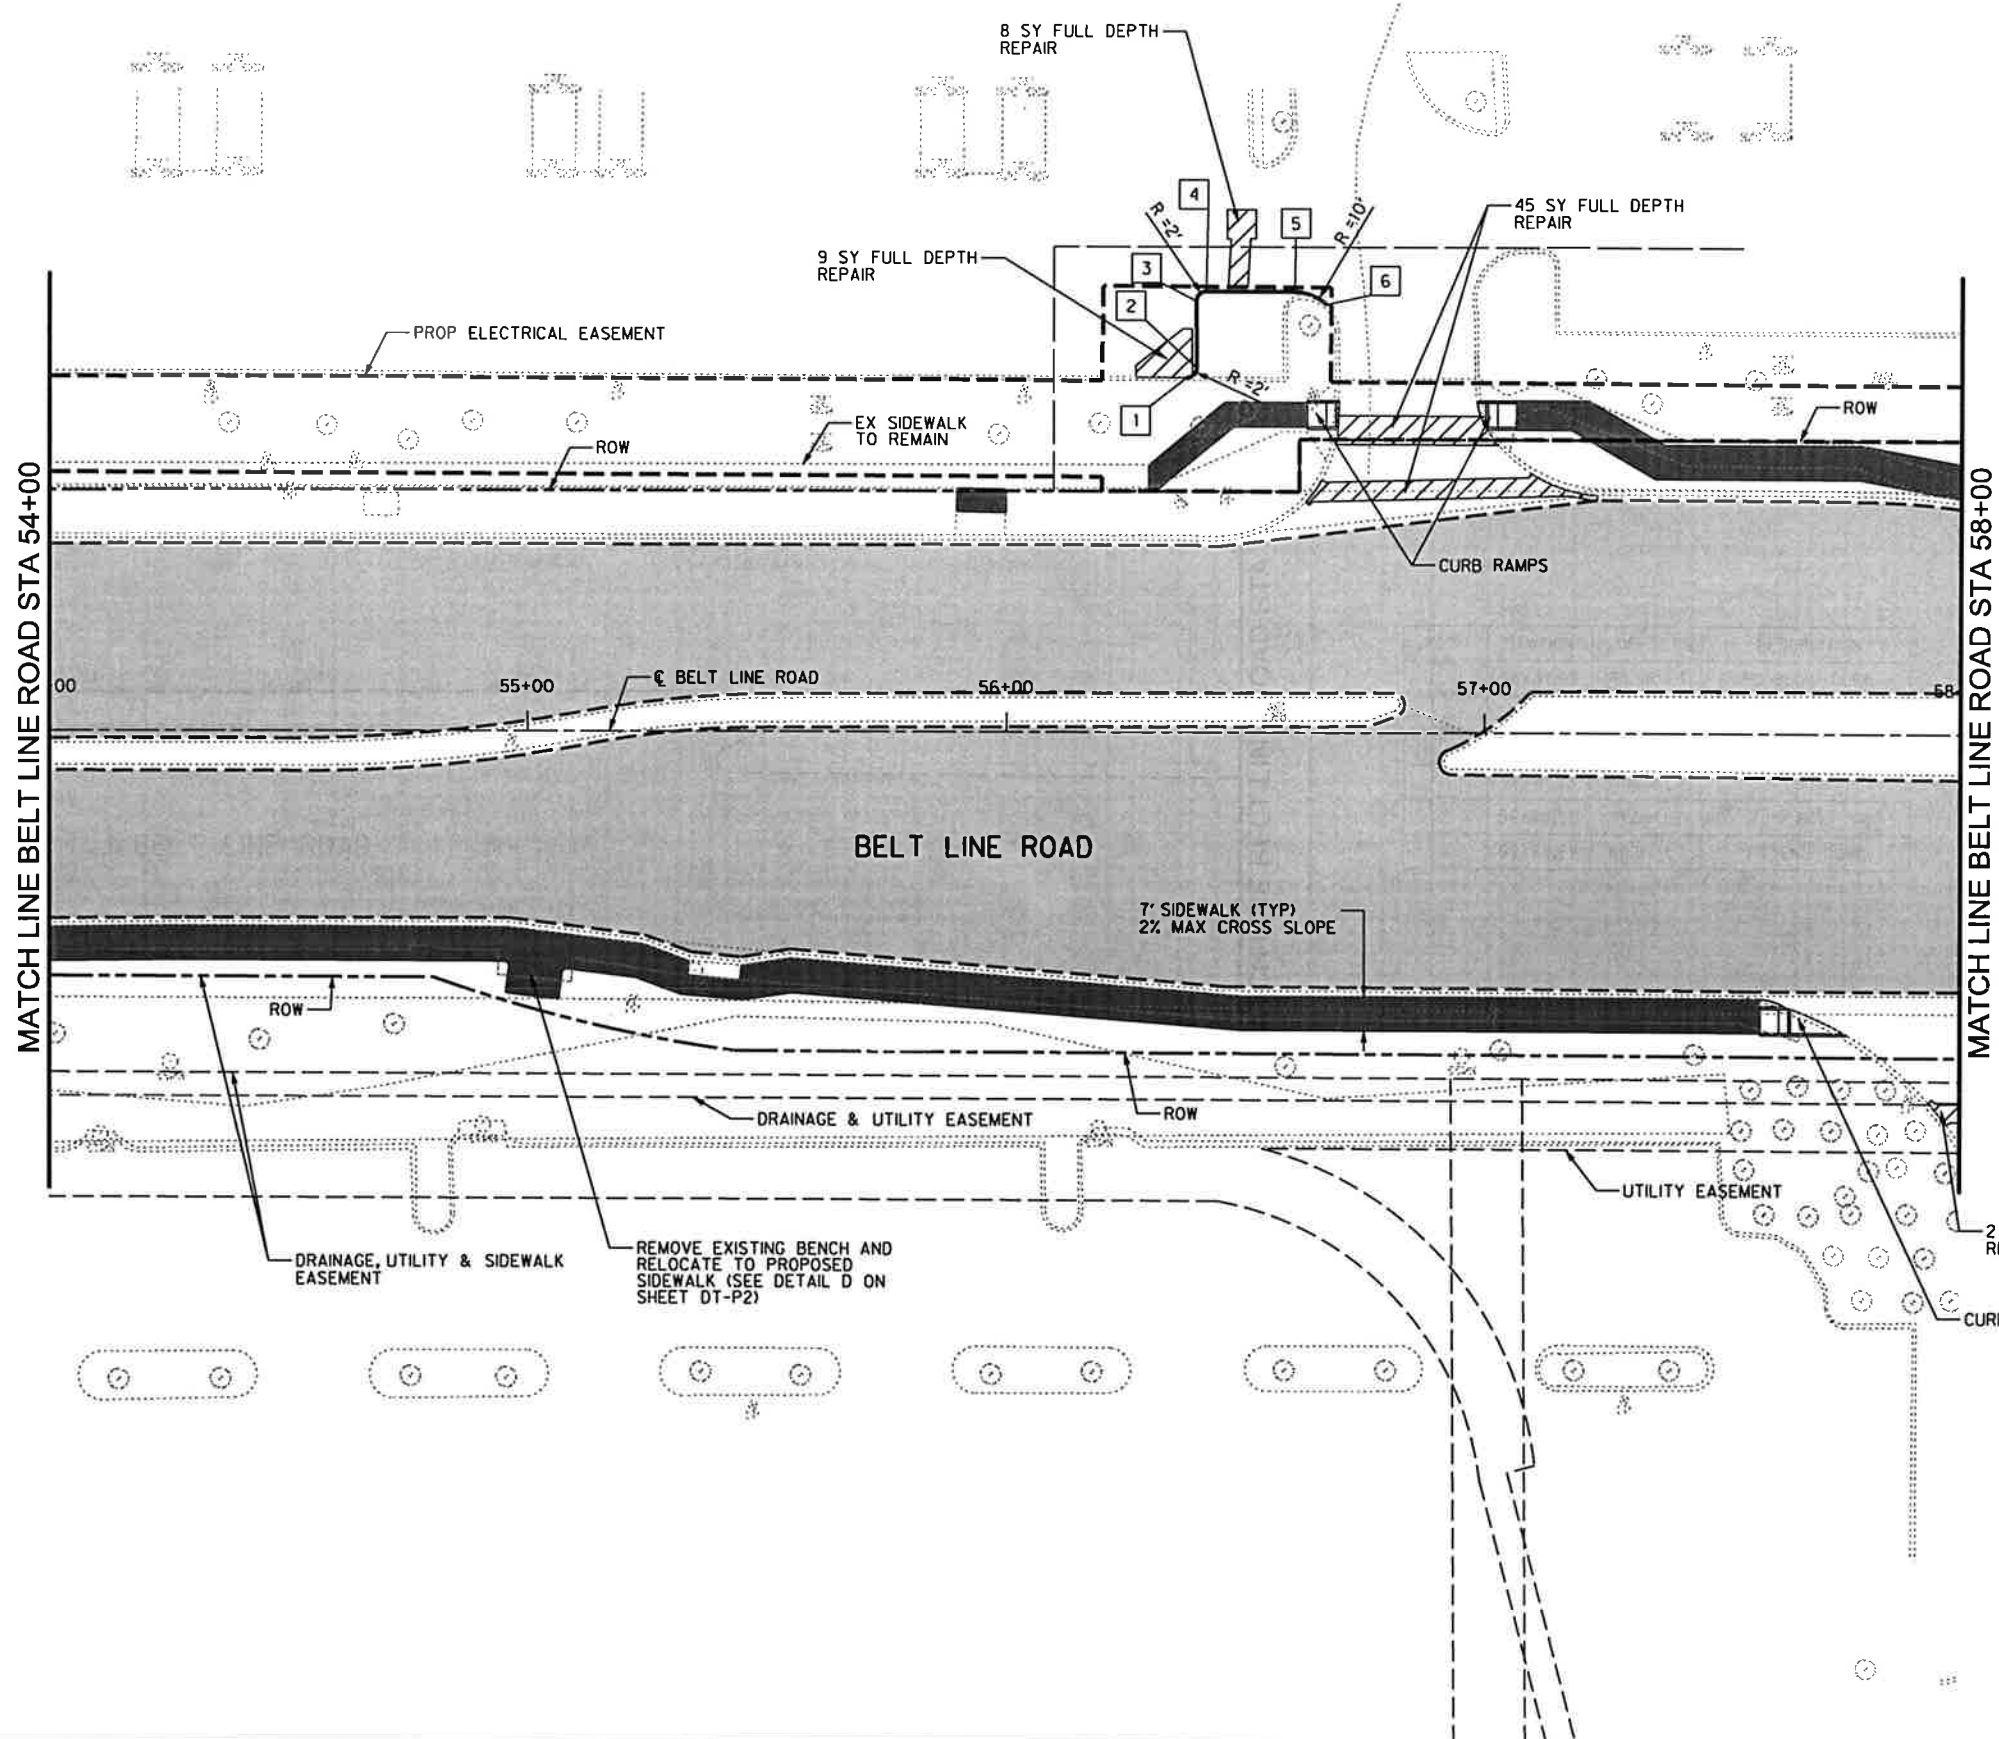 8 SY FULL DEPTH
REPAIR
4
R=2'
5
R=10'
45 SY FULL DEPTH
REPAIR
9 SY FULL DEPTH
REPAIR
3
2
6
PROP ELECTRICAL EASEMENT
R=2'
1
EX SIDEWALK
TO REMAIN
ROW
ROW
MATCH LINE BELT LINE ROAD STA 54+00
MATCH LINE BELT LINE ROAD STA 58+00
CURB RAMPS
00
55+00
℄ BELT LINE ROAD
56+00
57+00
58
BELT LINE ROAD
7' SIDEWALK (TYP)
2% MAX CROSS SLOPE
ROW
DRAINAGE & UTILITY EASEMENT
ROW
UTILITY EASEMENT
DRAINAGE, UTILITY & SIDEWALK
EASEMENT
REMOVE EXISTING BENCH AND
RELOCATE TO PROPOSED
SIDEWALK (SEE DETAIL D ON
SHEET DT-P2)
2